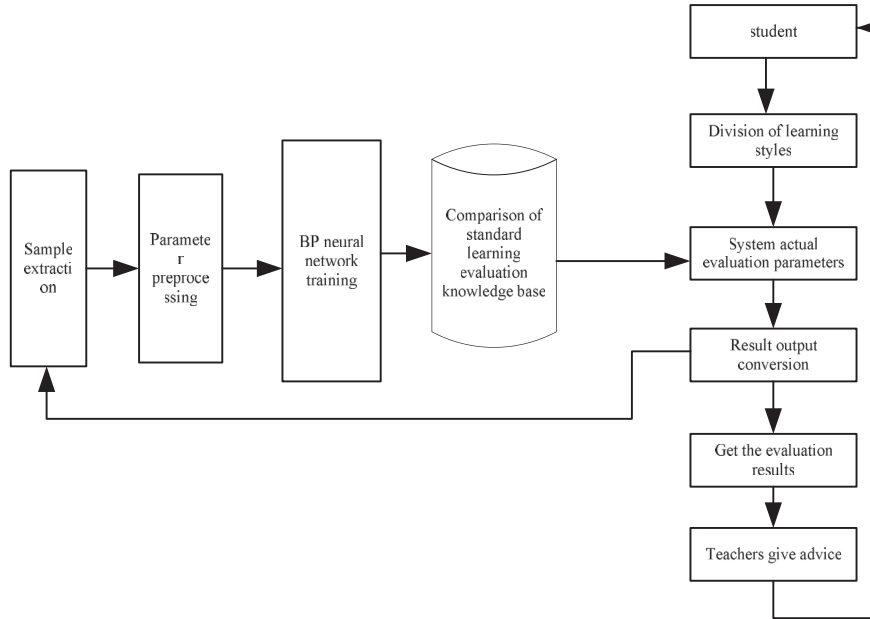 student
Division of learning
styles
Sample
extracti
on
Paramete
r
preproce
ssing
BP neural
network
training
Comparison of
standard
learning
evaluation
knowledge base
System actual
evaluation parameters
Result output
conversion
Get the evaluation
results
Teachers give advice